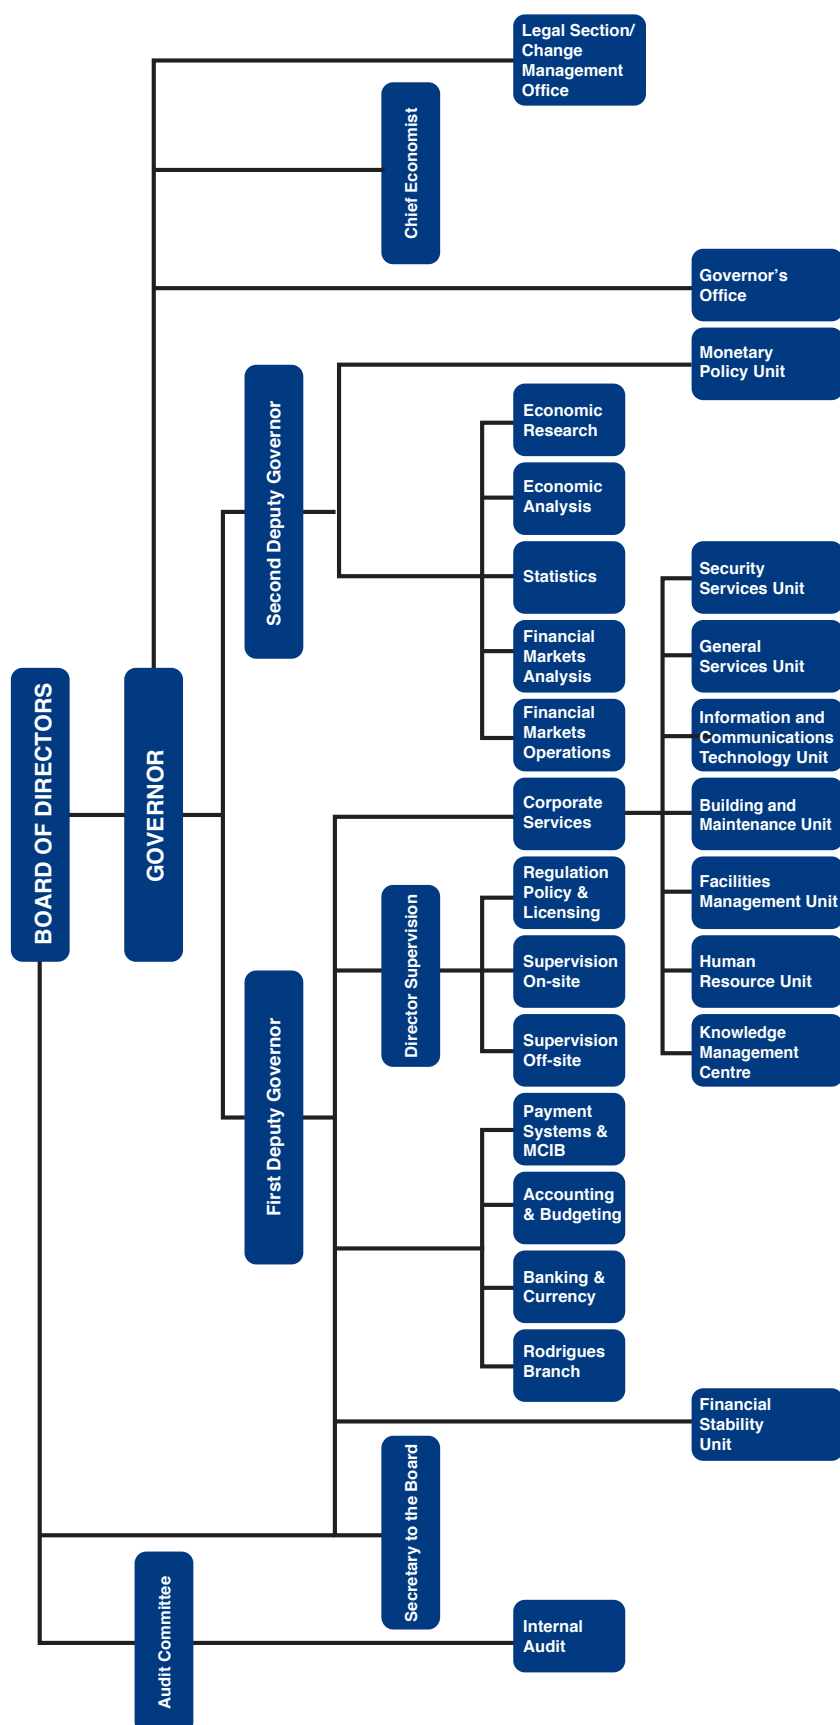 Legal Section/
Change
Management
Office
Chief Economist
Governor’s
Office
Monetary
Policy Unit
Second Deputy Governor
Economic
Research
Economic
Analysis
Statistics
Financial
Markets
Analysis
Financial
Markets
Operations
Security
Services Unit
General
Services Unit
Information and
Communications
Technology Unit
BOARD OF DIRECTORS
GOVERNOR
Corporate
Services
Building and
Maintenance Unit
Director Supervision
Regulation
Policy &
Licensing
Supervision
On-site
Supervision
Off-site
Facilities
Management Unit
Human
Resource Unit
Knowledge
Management
Centre
First Deputy Governor
Payment
Systems &
MCIB
Accounting
& Budgeting
Banking &
Currency
Rodrigues
Branch
Financial
Stability
Unit
Secretary to the Board
Audit Committee
Internal
Audit